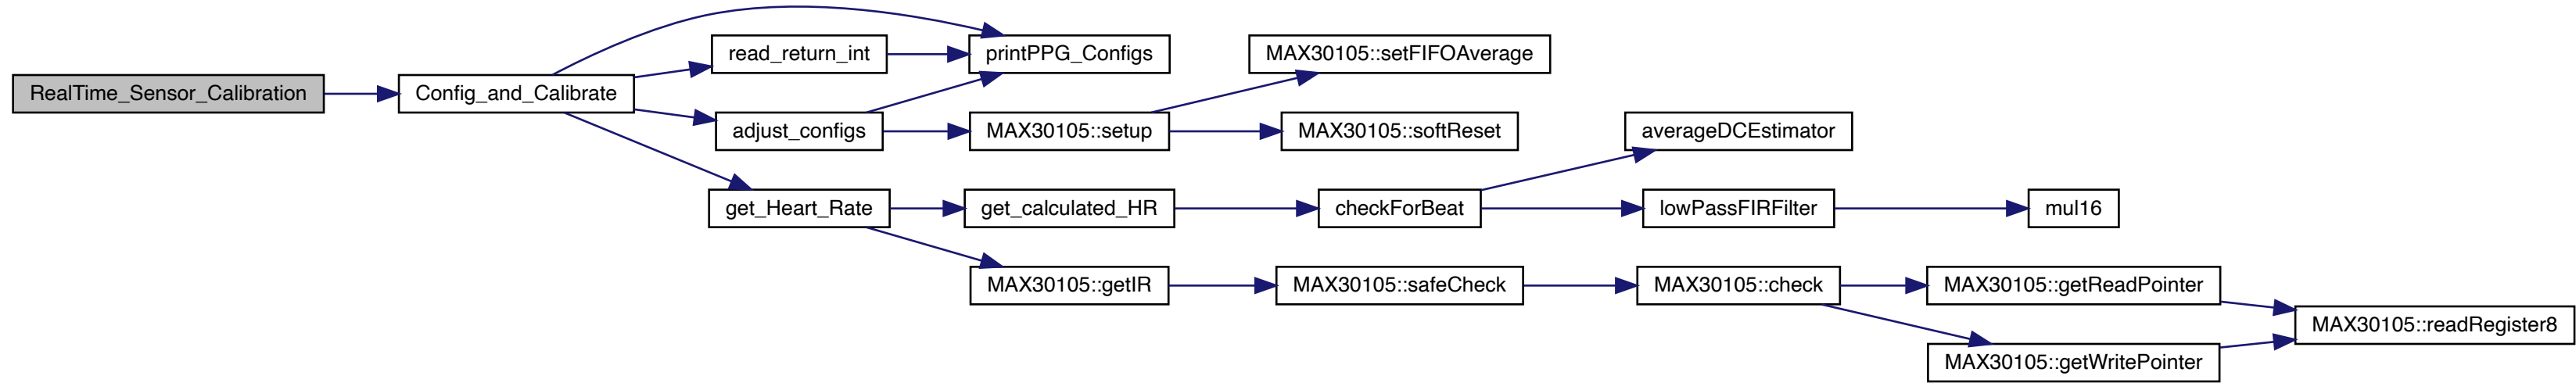 RealTime_Sensor_Calibration
Config_and_Calibrate
read_return_int
printPPG_Configs
adjust_configs
MAX30105::setup
MAX30105::setFIFOAverage
MAX30105::softReset
get_Heart_Rate
get_calculated_HR
checkForBeat
averageDCEstimator
lowPassFIRFilter
mul16
MAX30105::getIR
MAX30105::safeCheck
MAX30105::check
MAX30105::getReadPointer
MAX30105::getWritePointer
MAX30105::readRegister8